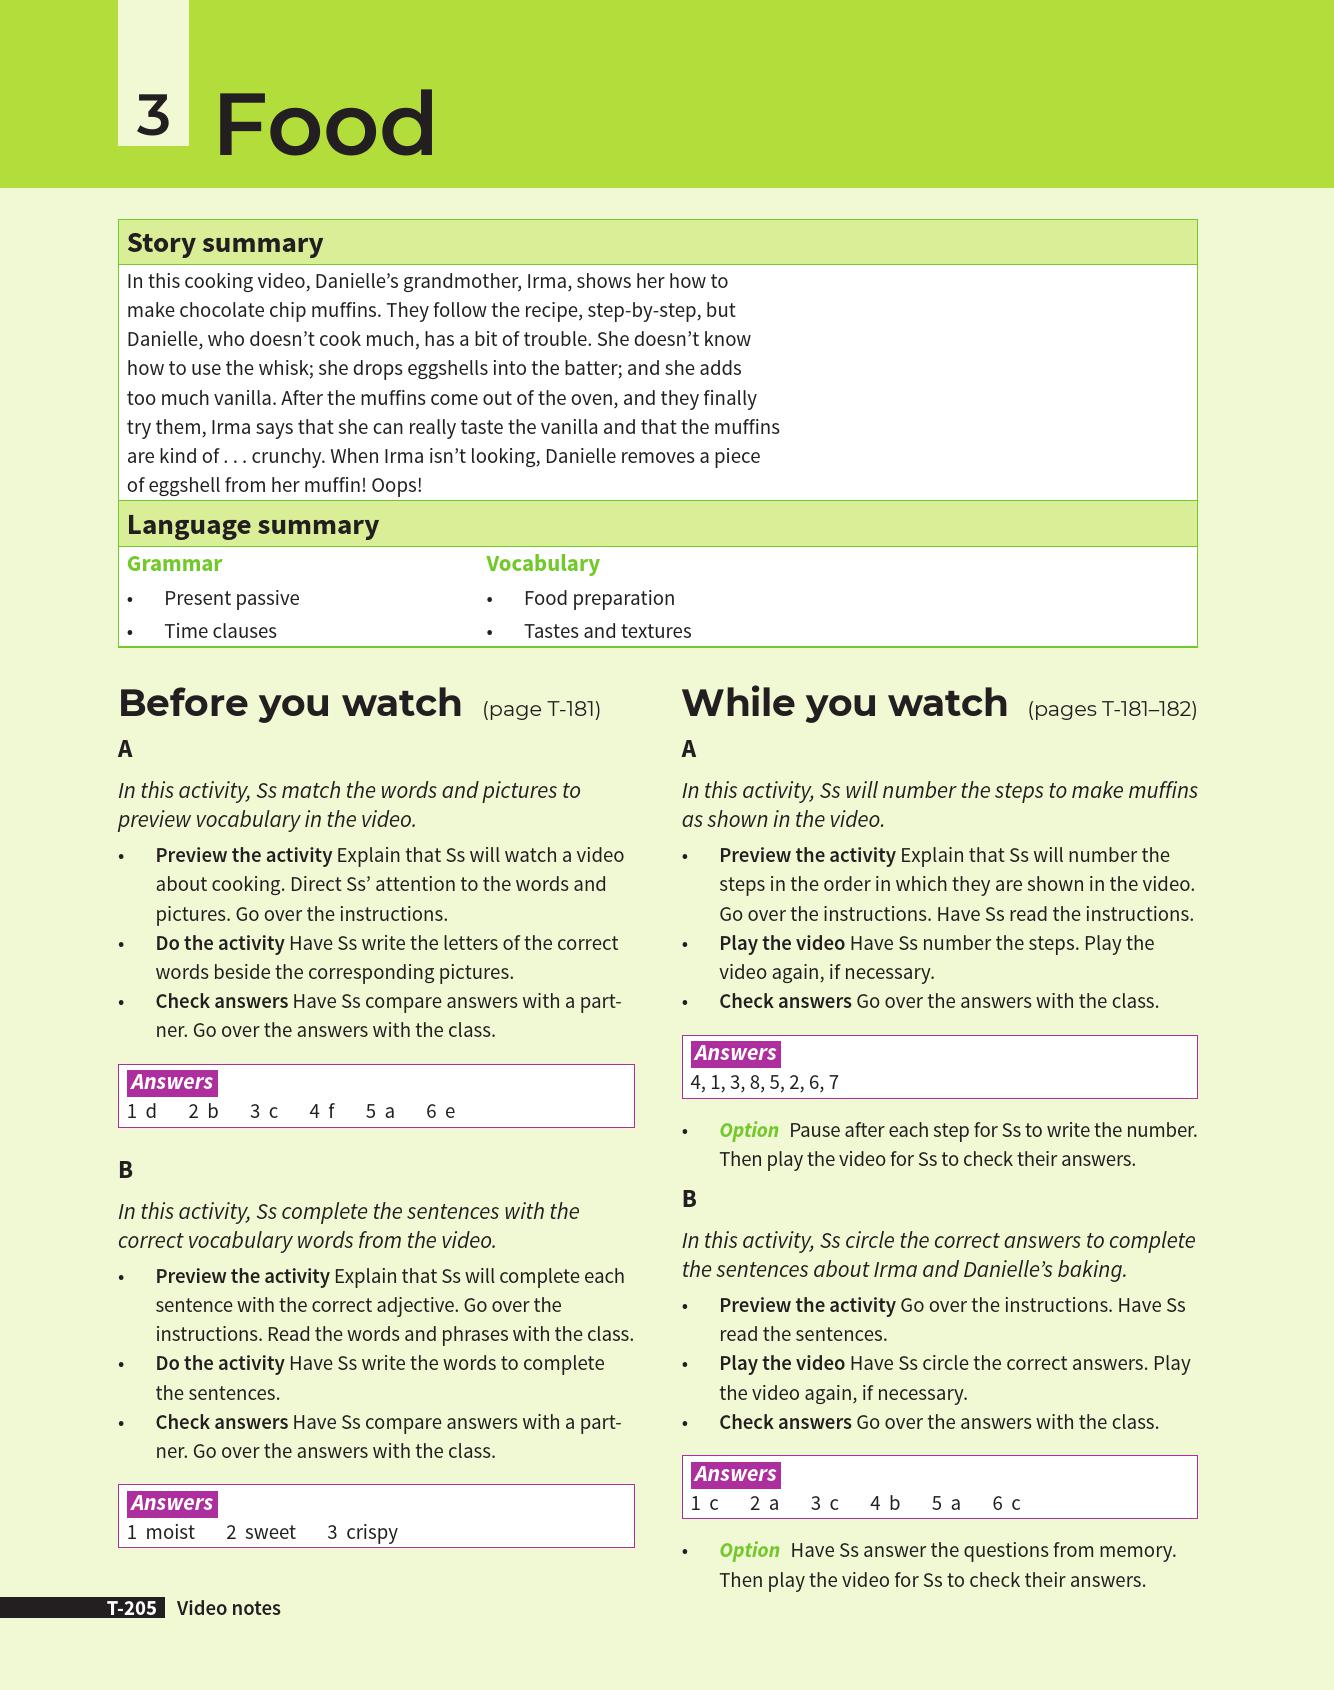 3 Food
Story summary
In this cooking video, Danielle’s grandmother, Irma, shows her how to
make chocolate chip muffins. They follow the recipe, step-by-step, but
Danielle, who doesn’t cook much, has a bit of trouble. She doesn’t know
how to use the whisk; she drops eggshells into the batter; and she adds
too much vanilla. After the muffins come out of the oven, and they finally
try them, Irma says that she can really taste the vanilla and that the muffins
are kind of . . . crunchy. When Irma isn’t looking, Danielle removes a piece
of eggshell from her muffin! Oops!
Language summary
Grammar
• Present passive
• Time clauses
Vocabulary
• Food preparation
• Tastes and textures
Before you watch (page T-181)
A
In this activity, Ss match the words and pictures to
preview vocabulary in the video.
• Preview the activity Explain that Ss will watch a video
about cooking. Direct Ss’ attention to the words and
pictures. Go over the instructions.
• Do the activity Have Ss write the letters of the correct
words beside the corresponding pictures.
• Check answers Have Ss compare answers with a part-
ner. Go over the answers with the class.
Answers
1 d 2 b 3 c 4 f 5 a 6 e
B
In this activity, Ss complete the sentences with the
correct vocabulary words from the video.
• Preview the activity Explain that Ss will complete each
sentence with the correct adjective. Go over the
instructions. Read the words and phrases with the class.
• Do the activity Have Ss write the words to complete
the sentences.
• Check answers Have Ss compare answers with a part-
ner. Go over the answers with the class.
Answers
1 moist 2 sweet 3 crispy
While you watch (pages T-181–182)
A
In this activity, Ss will number the steps to make muffins
as shown in the video.
• Preview the activity Explain that Ss will number the
steps in the order in which they are shown in the video.
Go over the instructions. Have Ss read the instructions.
• Play the video Have Ss number the steps. Play the
video again, if necessary.
• Check answers Go over the answers with the class.
Answers
4, 1, 3, 8, 5, 2, 6, 7
• Option Pause after each step for Ss to write the number.
Then play the video for Ss to check their answers.
B
In this activity, Ss circle the correct answers to complete
the sentences about Irma and Danielle’s baking.
• Preview the activity Go over the instructions. Have Ss
read the sentences.
• Play the video Have Ss circle the correct answers. Play
the video again, if necessary.
• Check answers Go over the answers with the class.
Answers
1 c 2 a 3 c 4 b 5 a 6 c
• Option Have Ss answer the questions from memory.
Then play the video for Ss to check their answers.
T-205 Video notes